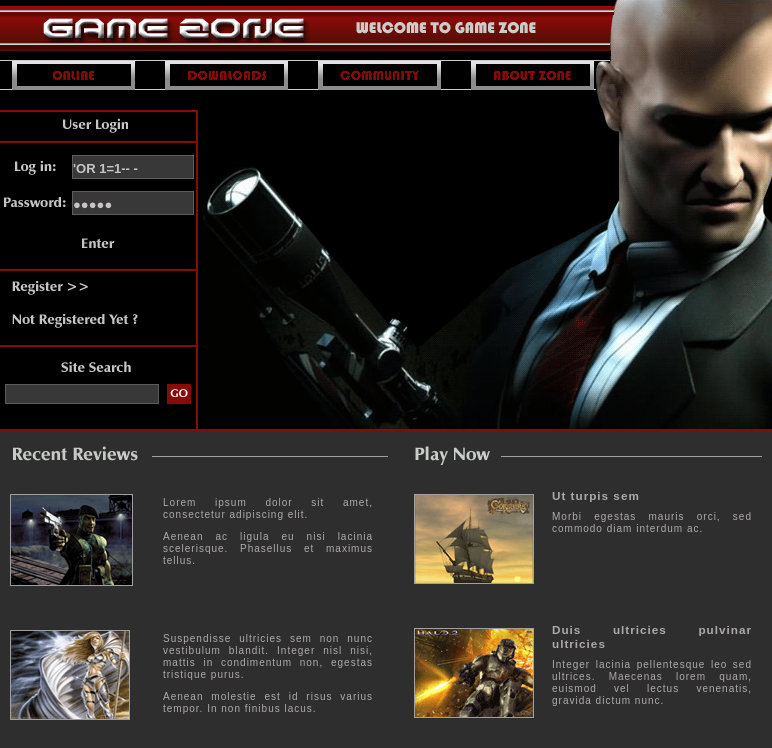 GAME ZONE
WELCOME TO GAME ZONE
ONLINE
DOWNLOADS
COMMUNITY
ABOUT ZONE
User Login
Log in: 'OR 1=1-- -
Password: ●●●●●
Enter
Register >>
Not Registered Yet ?
Site Search
GO
Recent Reviews
Lorem ipsum dolor sit amet,
consectetur adipiscing elit.
Aenean ac ligula eu nisi lacinia
scelerisque. Phasellus et maximus
tellus.
Suspendisse ultricies sem non nunc
vestibulum blandit. Integer nisl nisi,
mattis in condimentum non, egestas
tristique purus.
Aenean molestie est id risus varius
tempor. In non finibus lacus.
Play Now
Ut turpis sem
Morbi egestas mauris orci, sed
commodo diam interdum ac.
HALO 2
Duis ultricies pulvinar
ultricies
Integer lacinia pellentesque leo sed
ultrices. Maecenas lorem quam,
euismod vel lectus venenatis,
gravida dictum nunc.